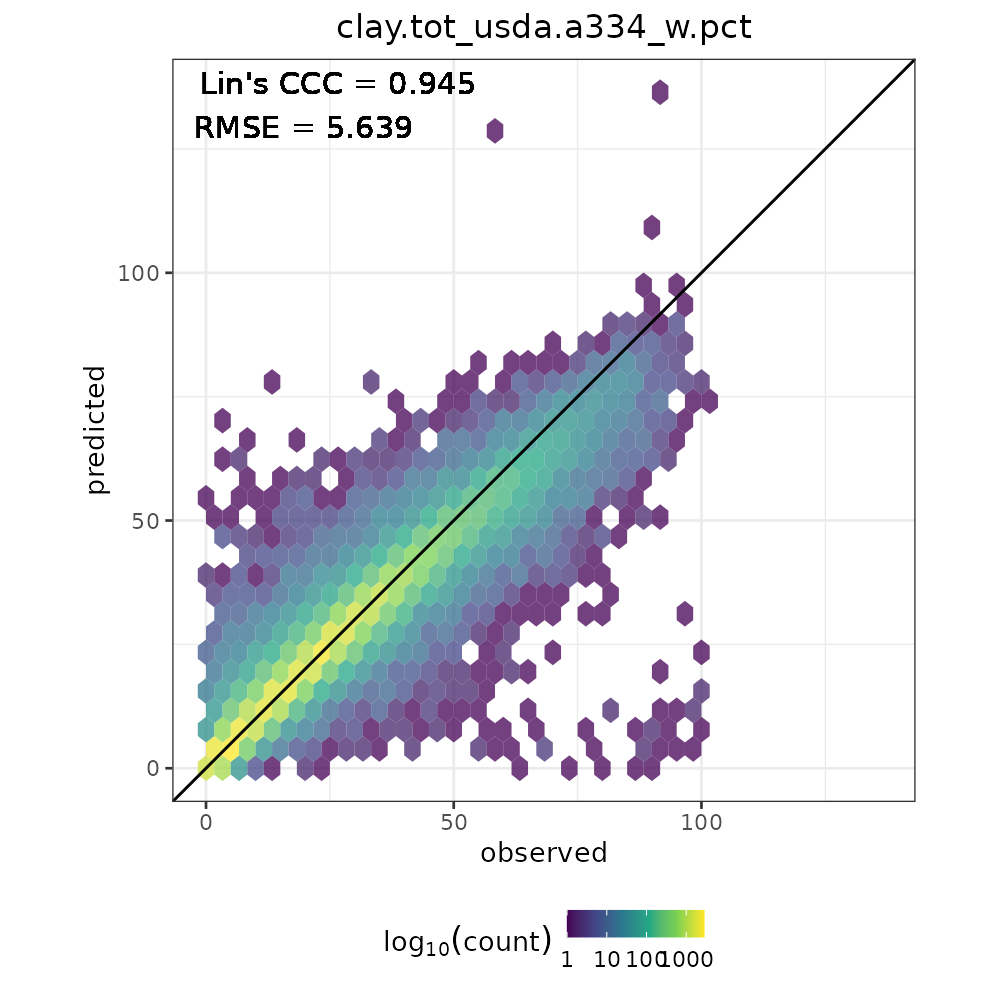 clay.tot_usda.a334_w.pct
Lin's CCC = 0.945
RMSE = 5.639
predicted
100
50
0
0 50 100
observed
log10(count)
1 10 100 1000